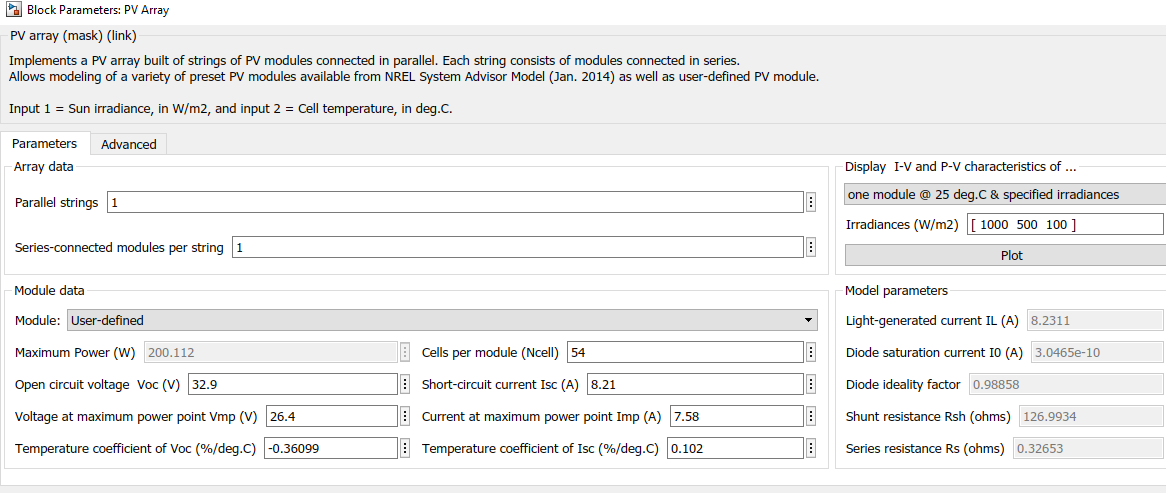 Block Parameters: PV Array
PV array (mask) (link)
Implements a PV array built of strings of PV modules connected in parallel. Each string consists of modules connected in series.
Allows modeling of a variety of preset PV modules available from NREL System Advisor Model (Jan. 2014) as well as user-defined PV module.
Input 1 = Sun irradiance, in W/m2, and input 2 = Cell temperature, in deg.C.
Parameters Advanced
Array data
Parallel strings 1
Series-connected modules per string 1
Display I-V and P-V characteristics of ...
one module @ 25 deg.C & specified irradiances
Irradiances (W/m2) [ 1000 500 100 ]
Plot
Module data
Module: User-defined
Maximum Power (W) 200.112 Cells per module (Ncell) 54
Open circuit voltage Voc (V) 32.9 Short-circuit current Isc (A) 8.21
Voltage at maximum power point Vmp (V) 26.4 Current at maximum power point Imp (A) 7.58
Temperature coefficient of Voc (%/deg.C) -0.36099 Temperature coefficient of Isc (%/deg.C) 0.102
Model parameters
Light-generated current IL (A) 8.2311
Diode saturation current I0 (A) 3.0465e-10
Diode ideality factor 0.98858
Shunt resistance Rsh (ohms) 126.9934
Series resistance Rs (ohms) 0.32653